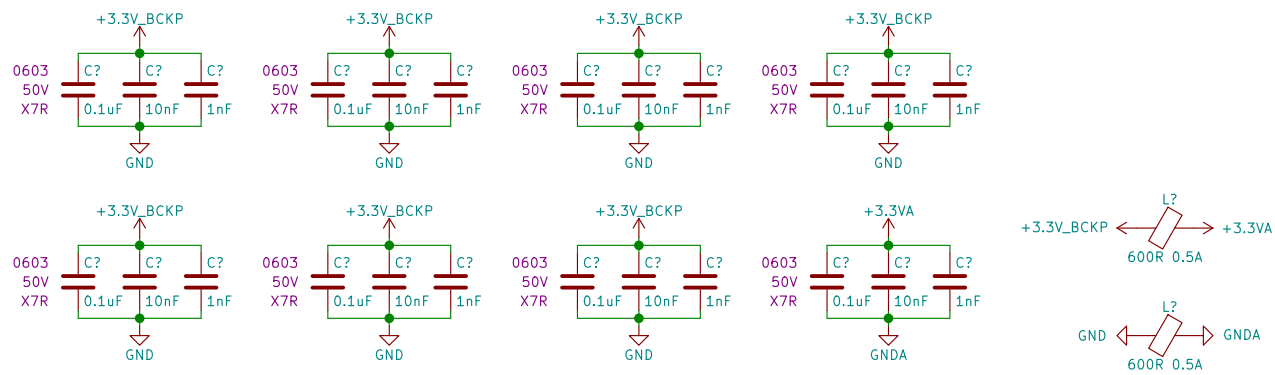 +3.3V_BCKP +3.3V_BCKP +3.3V_BCKP +3.3V_BCKP
0603 C? C? C? 0603 C? C? C? 0603 C? C? C? 0603 C? C? C?
50V 50V 50V 50V
X7R 0.1uF 10nF 1nF X7R 0.1uF 10nF 1nF X7R 0.1uF 10nF 1nF X7R 0.1uF 10nF 1nF
GND GND GND GND
+3.3V_BCKP +3.3V_BCKP +3.3V_BCKP +3.3VA
0603 C? C? C? 0603 C? C? C? 0603 C? C? C? 0603 C? C? C?
50V 50V 50V 50V
X7R 0.1uF 10nF 1nF X7R 0.1uF 10nF 1nF X7R 0.1uF 10nF 1nF X7R 0.1uF 10nF 1nF
GND GND GND GNDA
L?
+3.3V_BCKP +3.3VA
600R 0.5A
L?
GND GNDA
600R 0.5A